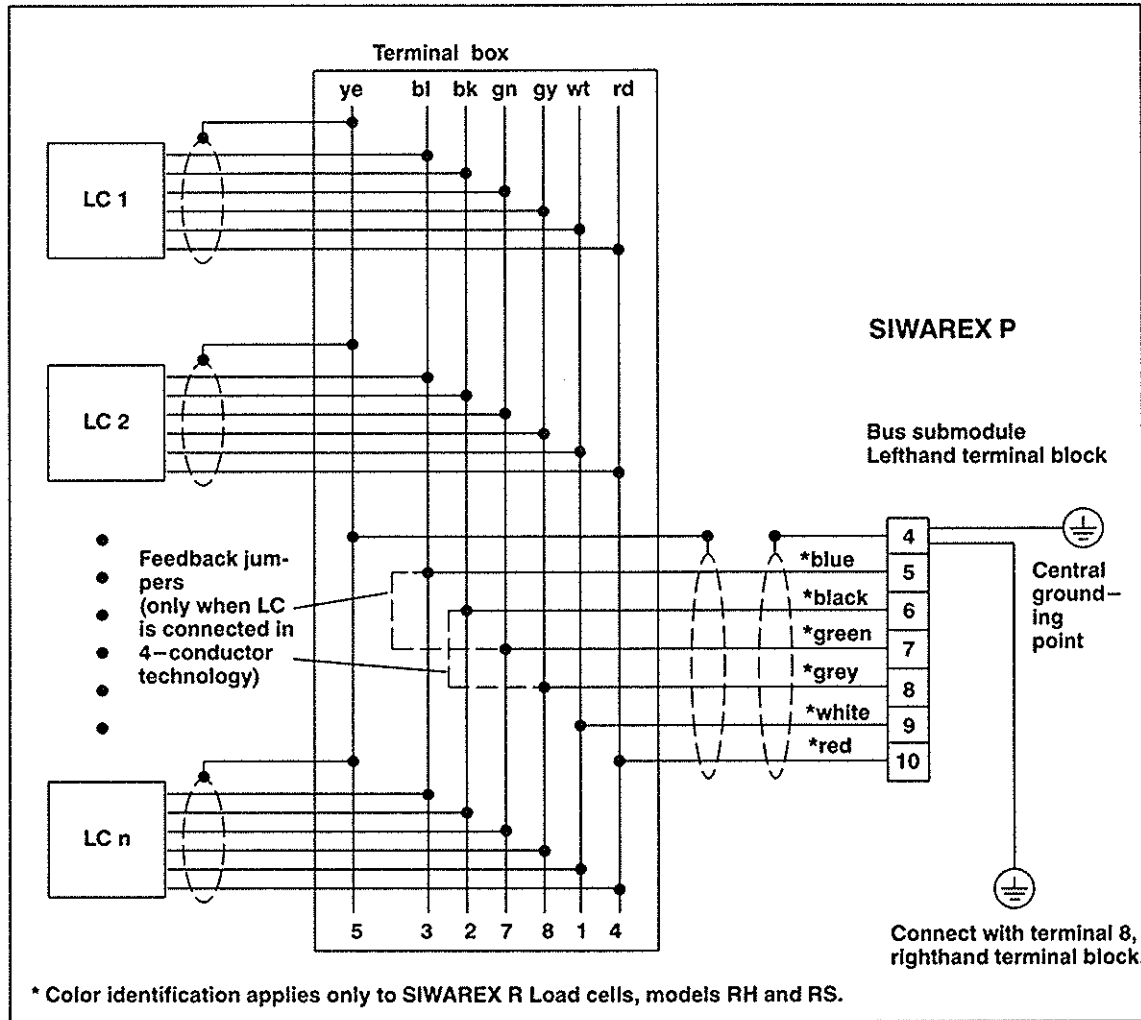 Terminal box
ye bl bk gn gy wt rd
LC 1
LC 2
SIWAREX P
Bus submodule
Lefthand terminal block
Feedback jum-
pers
(only when LC
is connected in
4-conductor
technology)
*blue
*black
*green
*grey
*white
*red
4
5
6
7
8
9
10
Central
ground-
ing
point
LC n
5 3 2 7 8 1 4
Connect with terminal 8,
righthand terminal block.
* Color identification applies only to SIWAREX R Load cells, models RH and RS.